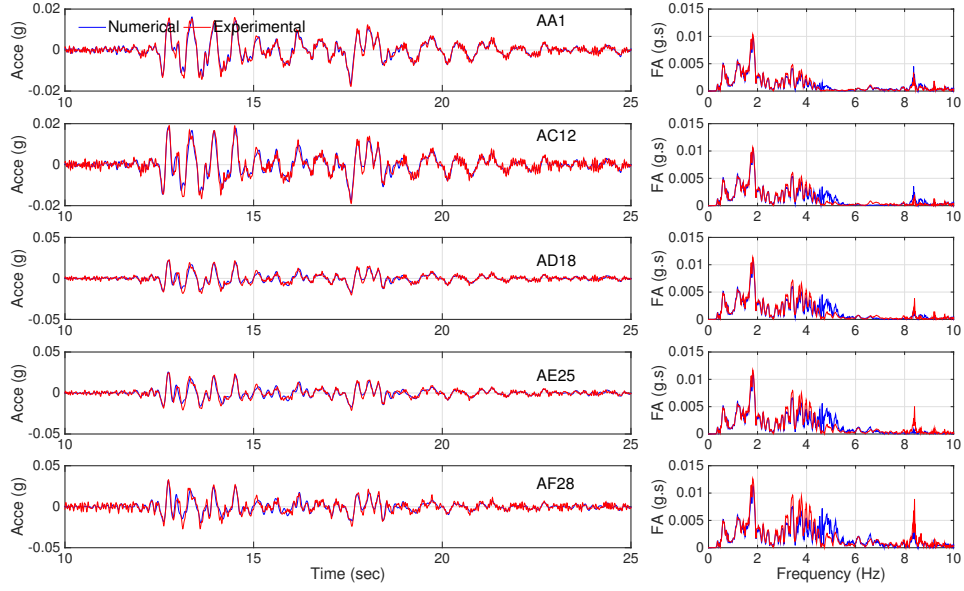 Numerical Experimental
AA1
Acce (g)
0.02
0
-0.02
10 15 20 25
FA (g.s)
0.015
0.01
0.005
0
0 2 4 6 8 10
AC12
Acce (g)
0.02
0
-0.02
10 15 20 25
FA (g.s)
0.015
0.01
0.005
0
0 2 4 6 8 10
AD18
Acce (g)
0.05
0
-0.05
10 15 20 25
FA (g.s)
0.015
0.01
0.005
0
0 2 4 6 8 10
AE25
Acce (g)
0.05
0
-0.05
10 15 20 25
FA (g.s)
0.015
0.01
0.005
0
0 2 4 6 8 10
AF28
Acce (g)
0.05
0
-0.05
10 15 20 25
Time (sec)
FA (g.s)
0.015
0.01
0.005
0
0 2 4 6 8 10
Frequency (Hz)